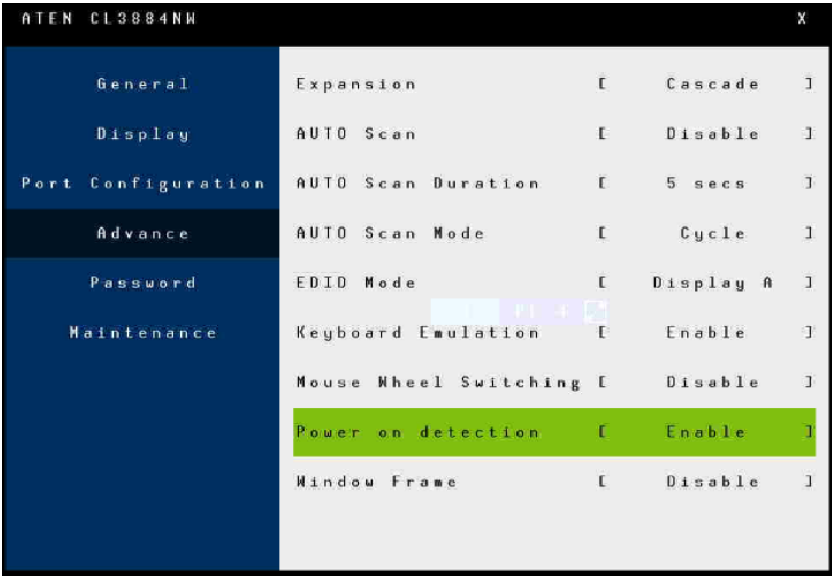 ATEN CL3884NW X
General
Display
Port Configuration
Advance
Password
Maintenance
Expansion [ Cascade ]
AUTO Scan [ Disable ]
AUTO Scan Duration [ 5 secs ]
AUTO Scan Mode [ Cycle ]
EDID Mode [ Display A ]
Keyboard Emulation [ Enable ]
Mouse Wheel Switching [ Disable ]
Power on detection [ Enable ]
Window Frame [ Disable ]